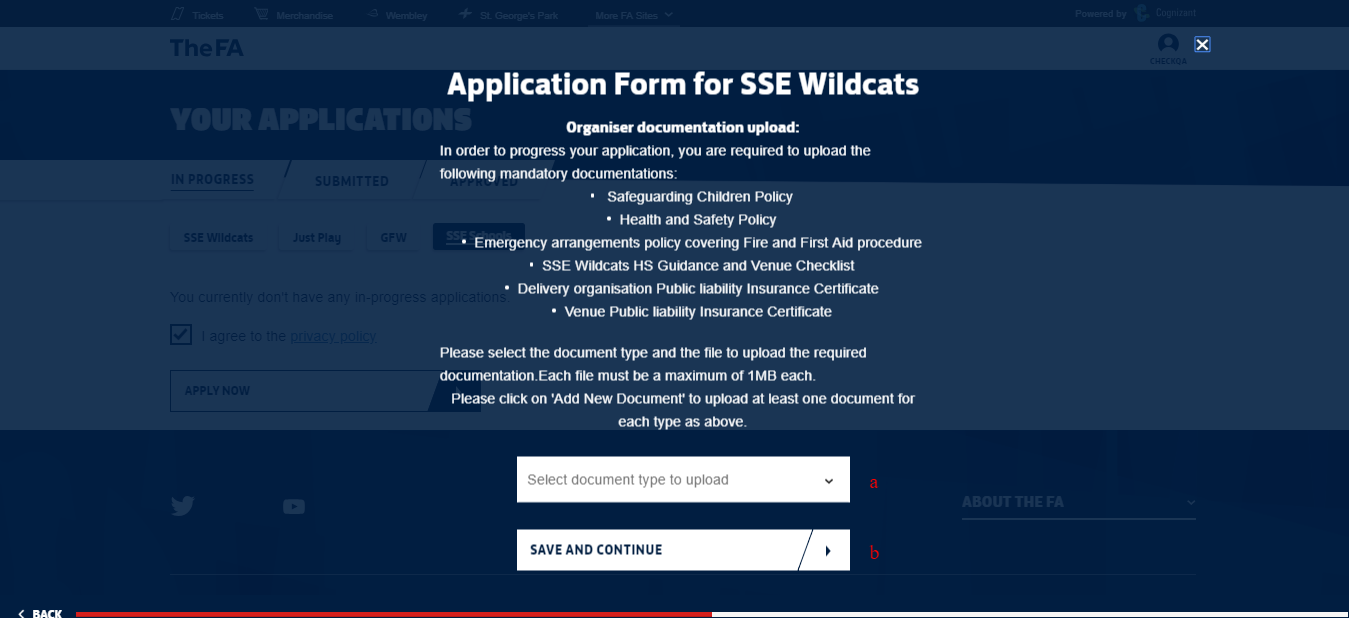 Tickets Merchandise Wembley St. George's Park More FA Sites Powered by Cognizant
TheFA
CHECKQA
Application Form for SSE Wildcats
YOUR APPLICATIONS
Organiser documentation upload:
In order to progress your application, you are required to upload the
following mandatory documentations:
IN PROGRESS SUBMITTED APPROVED
• Safeguarding Children Policy
• Health and Safety Policy
SSE Wildcats Just Play GFW SSE Schools
• Emergency arrangements policy covering Fire and First Aid procedure
• SSE Wildcats HS Guidance and Venue Checklist
• Delivery organisation Public liability Insurance Certificate
You currently don't have any in-progress applications.
• Venue Public liability Insurance Certificate
I agree to the privacy policy
Please select the document type and the file to upload the required
documentation.Each file must be a maximum of 1MB each.
APPLY NOW
Please click on 'Add New Document' to upload at least one document for
each type as above.
Select document type to upload a
ABOUT THE FA
SAVE AND CONTINUE b
BACK